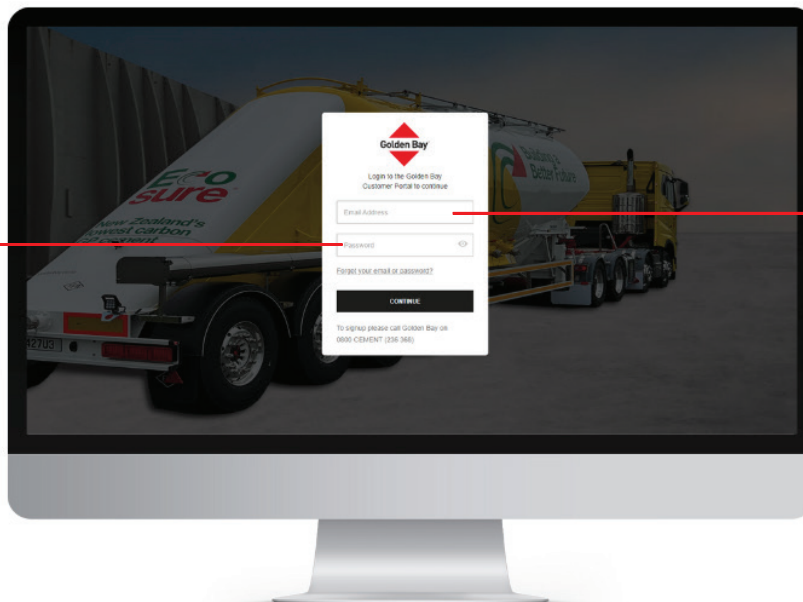 Eco
sure
New Zealand's
lowest carbon
GP cement
Building a
Better Future
Golden Bay
Login to the Golden Bay
Customer Portal to continue
Email Address
Password
Forgot your email or password?
CONTINUE
To signup please call Golden Bay on
0800 CEMENT (236 368)